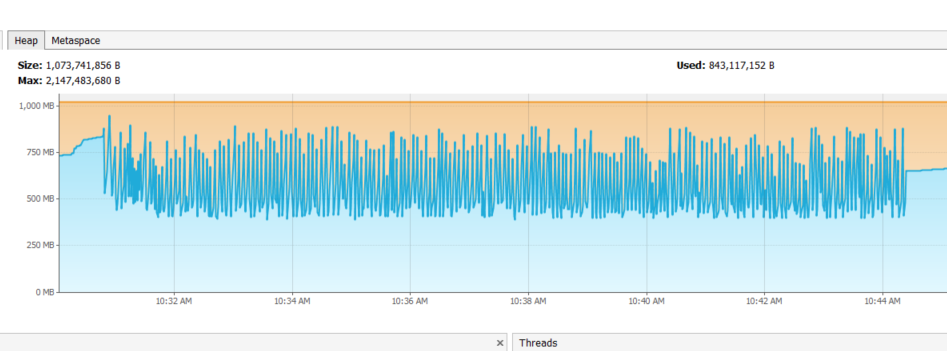 Heap Metaspace
Size: 1,073,741,856 B Used: 843,117,152 B
Max: 2,147,483,680 B
1,000 MB
750 MB
500 MB
250 MB
0 MB
10:32 AM 10:34 AM 10:36 AM 10:38 AM 10:40 AM 10:42 AM 10:44 AM
× Threads